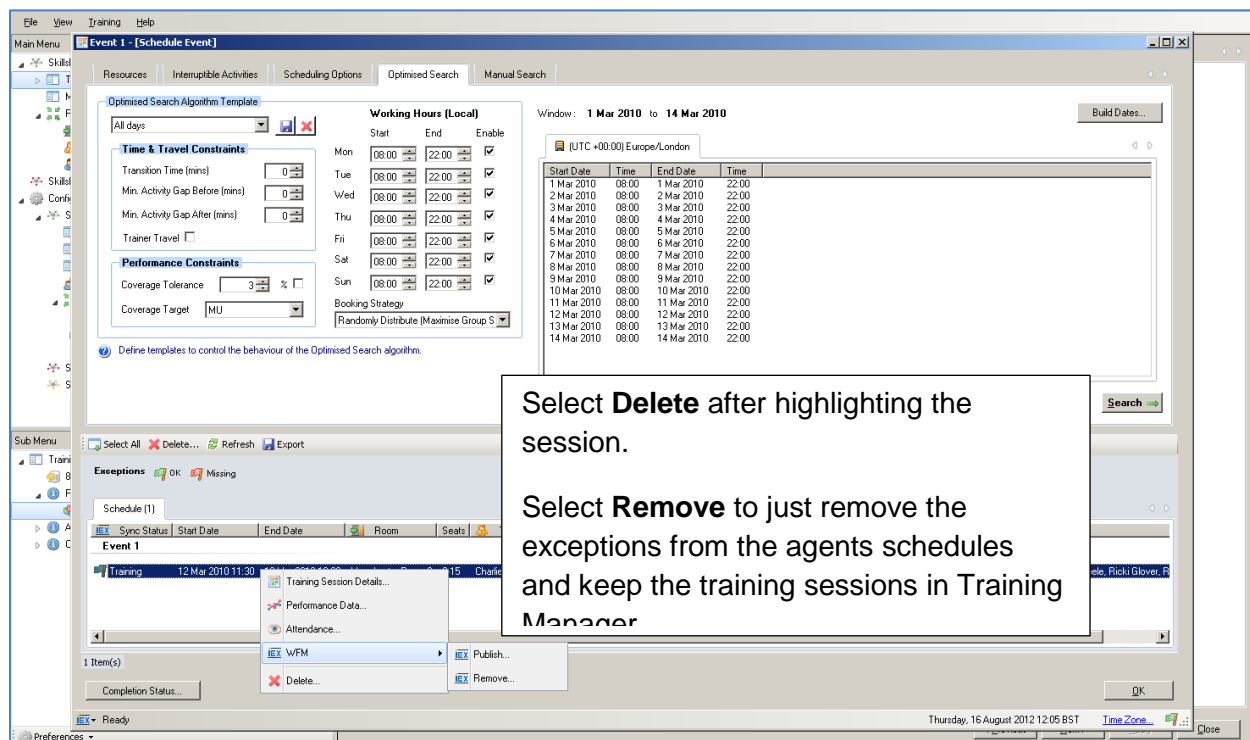 File View Training Help
Main Menu
Event 1 - [Schedule Event]
Resources Interruptible Activities Scheduling Options Optimised Search Manual Search
Optimised Search Algorithm Template
All days
Time & Travel Constraints
Transition Time (mins) 0
Min. Activity Gap Before (mins) 0
Min. Activity Gap After (mins) 0
Trainer Travel
Performance Constraints
Coverage Tolerance 3 %
Coverage Target MU
Working Hours (Local)
Start End Enable
Mon 08:00 22:00
Tue 08:00 22:00
Wed 08:00 22:00
Thu 08:00 22:00
Fri 08:00 22:00
Sat 08:00 22:00
Sun 08:00 22:00
Booking Strategy
Randomly Distribute (Maximise Group S
Define templates to control the behaviour of the Optimised Search algorithm.
Window: 1 Mar 2010 to 14 Mar 2010
Build Dates...
(UTC +00:00) Europe/London
Start Date Time End Date Time
1 Mar 2010 08:00 1 Mar 2010 22:00
2 Mar 2010 08:00 2 Mar 2010 22:00
3 Mar 2010 08:00 3 Mar 2010 22:00
4 Mar 2010 08:00 4 Mar 2010 22:00
5 Mar 2010 08:00 5 Mar 2010 22:00
6 Mar 2010 08:00 6 Mar 2010 22:00
7 Mar 2010 08:00 7 Mar 2010 22:00
8 Mar 2010 08:00 8 Mar 2010 22:00
9 Mar 2010 08:00 9 Mar 2010 22:00
10 Mar 2010 08:00 10 Mar 2010 22:00
11 Mar 2010 08:00 11 Mar 2010 22:00
12 Mar 2010 08:00 12 Mar 2010 22:00
13 Mar 2010 08:00 13 Mar 2010 22:00
14 Mar 2010 08:00 14 Mar 2010 22:00
Search
Select Delete after highlighting the
session.
Select Remove to just remove the
exceptions from the agents schedules
and keep the training sessions in Training
Manager
Sub Menu
Select All Delete... Refresh Export
Exceptions OK Missing
Schedule (1)
IEX Sync Status Start Date End Date Room Seats
Event 1
Training 12 Mar 2010 11:30 15 Charlie Ricki Glover, R
Training Session Details...
Performance Data...
Attendance...
IEX WFM
Delete...
IEX Publish...
IEX Remove...
1 Item(s)
Completion Status...
OK
IEX Ready
Thursday, 16 August 2012 12:05 BST Time Zone...
Preferences
Close